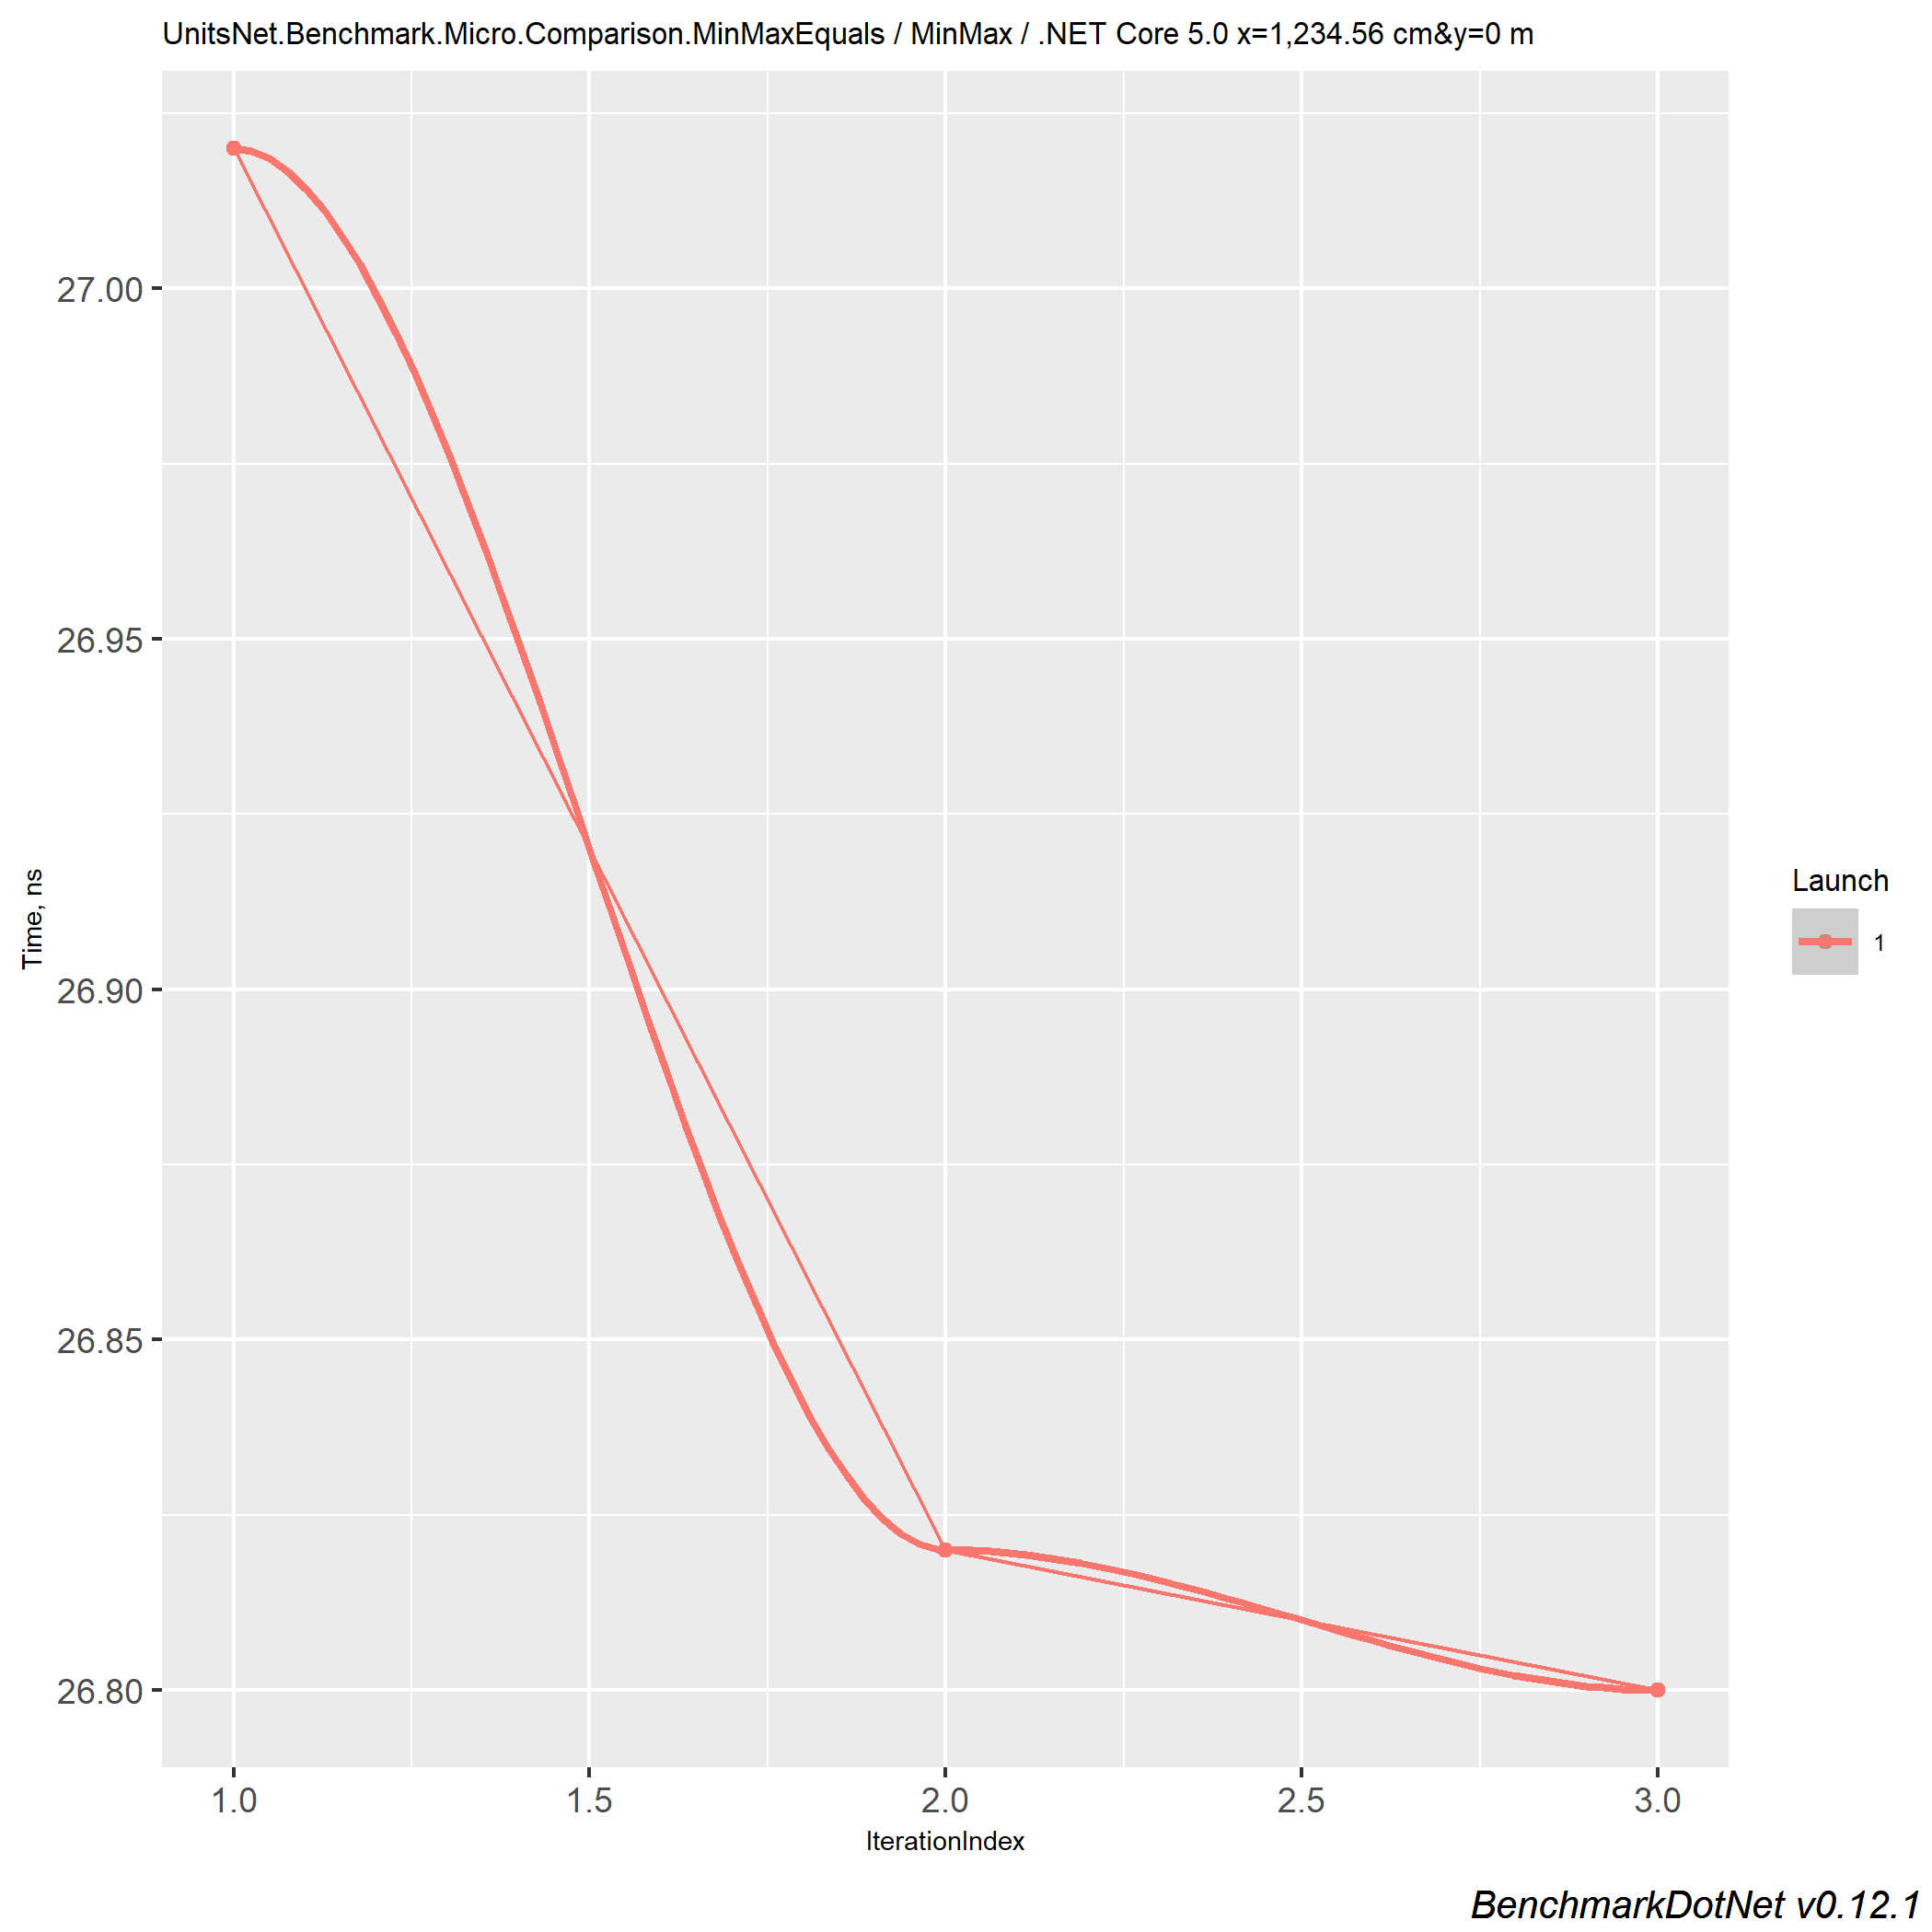 UnitsNet.Benchmark.Micro.Comparison.MinMaxEquals / MinMax / .NET Core 5.0 x=1,234.56 cm&y=0 m
27.00
26.95
26.90
26.85
26.80
Time, ns
1.0 1.5 2.0 2.5 3.0
IterationIndex
Launch
1
BenchmarkDotNet v0.12.1